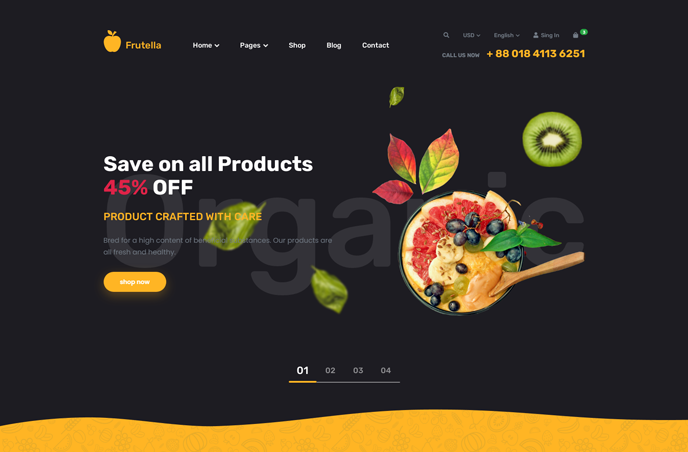 Frutella
Home
Pages
Shop
Blog
Contact
USD
English
Sing In
3
CALL US NOW
+ 88 018 4113 6251
Organic
Save on all Products
45% OFF
PRODUCT CRAFTED WITH CARE
Bred for a high content of beneficial substances. Our products are
all fresh and healthy.
shop now
01
02
03
04